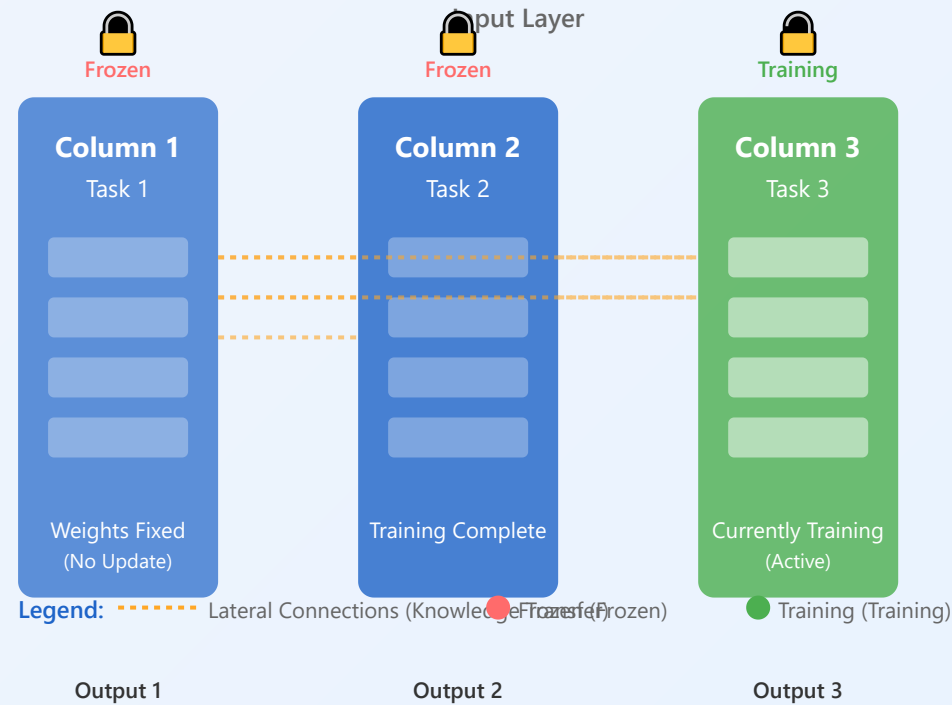 Input Layer
Frozen
Frozen
Training
Column 1
Task 1
Weights Fixed
(No Update)
Column 2
Task 2
Training Complete
Column 3
Task 3
Currently Training
(Active)
Legend:
Lateral Connections (Knowledge Transfer)
Frozen (Frozen)
Training (Training)
Output 1
Output 2
Output 3